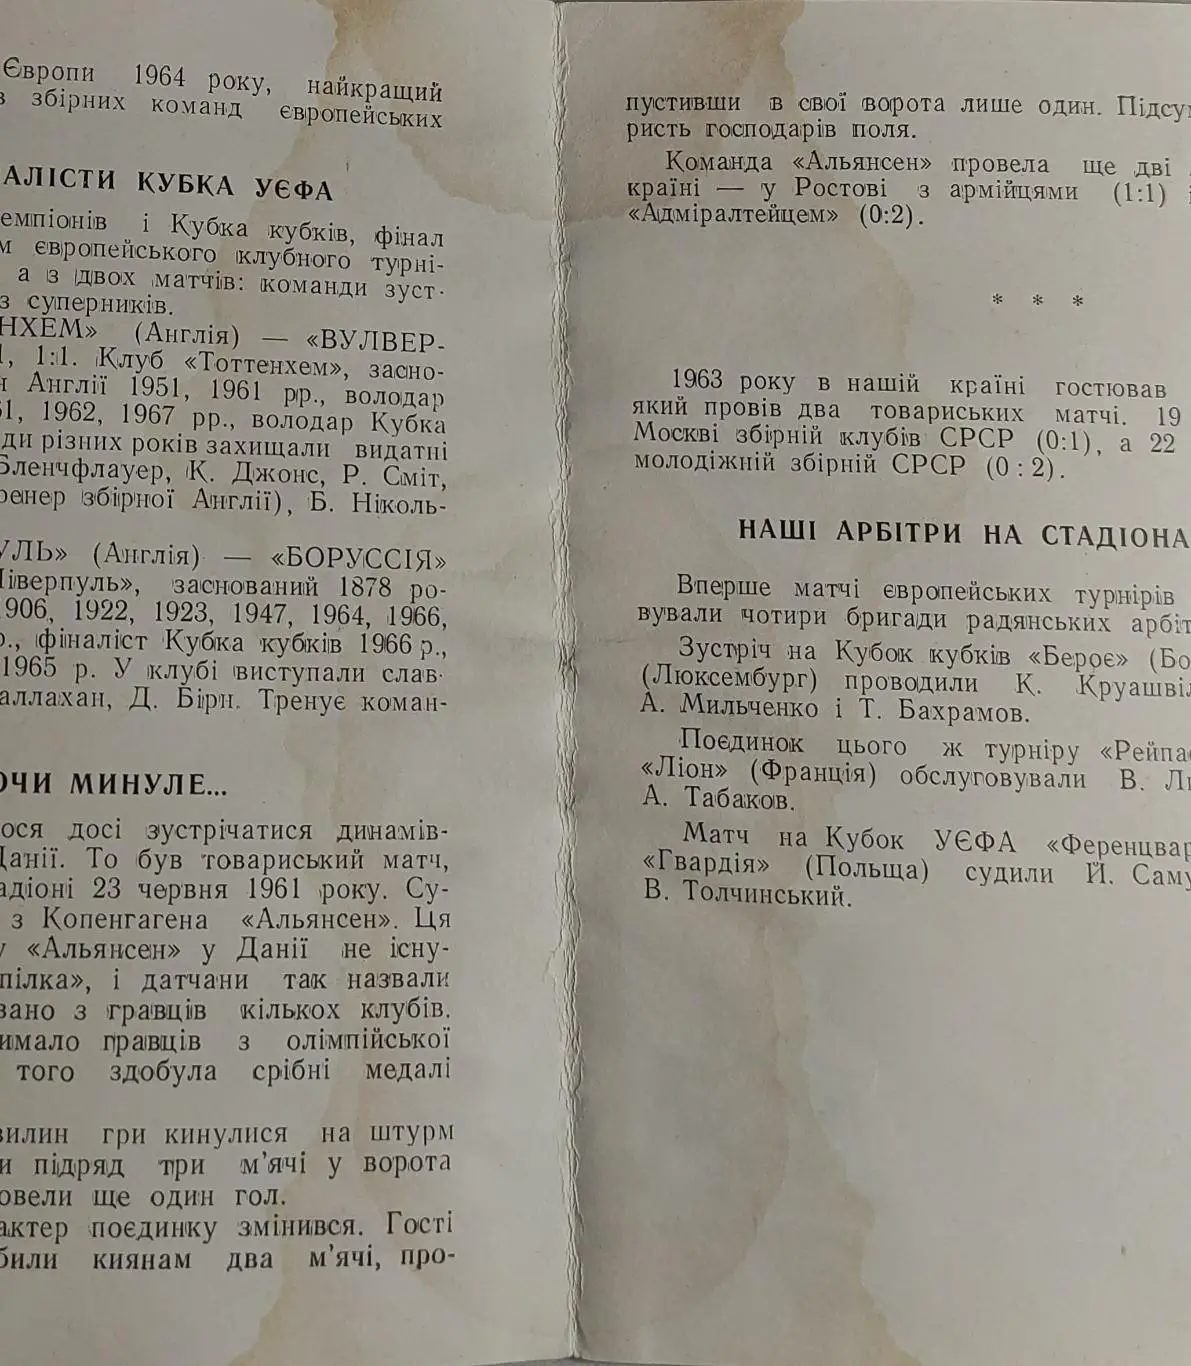 Європи 1964 року, найкращий
з збірних команд європейських
АЛІСТИ КУБКА УЄФА
емпіонів і Кубка кубків, фінал
м європейського клубного турні-
а з двох матчів: команди зуст-
з суперників.
НХЕМ» (Англія) — «ВУЛВЕР-
1, 1:1. Клуб «Тоттенхем», засно-
н Англії 1951, 1961 рр., володар
61, 1962, 1967 рр., володар Кубка
ди різних років захищали видатні
Бленчфлауер, К. Джонс, Р. Сміт,
ренер збірної Англії), Б. Ніколь-
УЛЬ» (Англія) — «БОРУССІЯ»
Ліверпуль», заснований 1878 ро-
1906, 1922, 1923, 1947, 1964, 1966,
р., фіналіст Кубка кубків 1966 р.,
1965 р. У клубі виступали слав-
аллахан, Д. Бірн. Тренує коман-
ЮЧИ МИНУЛЕ...
лося досі зустрічатися динамів-
Данії. То був товариський матч,
адіоні 23 червня 1961 року. Су-
з Копенгагена «Альянсен». Ця
у «Альянсен» у Данії не існу-
пілка», і датчани так назвали
вано з гравців кількох клубів.
имало гравців з олімпійської
того здобула срібні медалі
вилин гри кинулися на штурм
и підряд три м'ячі у ворота
овели ще один гол.
актер поєдинку змінився. Гості
били киянам два м'ячі, про-
пустивши в свої ворота лише один. Підсу
ристь господарів поля.
Команда «Альянсен» провела ще дві
країні — у Ростові з армійцями (1:1) і
«Адміралтейцем» (0:2).
* * *
1963 року в нашій країні гостював
який провів два товариських матчі. 19
Москві збірній клубів СРСР (0:1), а 22
молодіжній збірній СРСР (0 : 2).
НАШІ АРБІТРИ НА СТАДІОНА
Вперше матчі європейських турнірів
вували чотири бригади радянських арбіт
Зустріч на Кубок кубків «Бероє» (Бо
(Люксембург) проводили К. Круашвіл
А. Мильченко і Т. Бахрамов.
Поєдинок цього ж турніру «Рейпа
«Ліон» (Франція) обслуговували В. Ли
А. Табаков.
Матч на Кубок УЄФА «Ференцвар
«Гвардія» (Польща) судили Й. Саму
В. Толчинський.